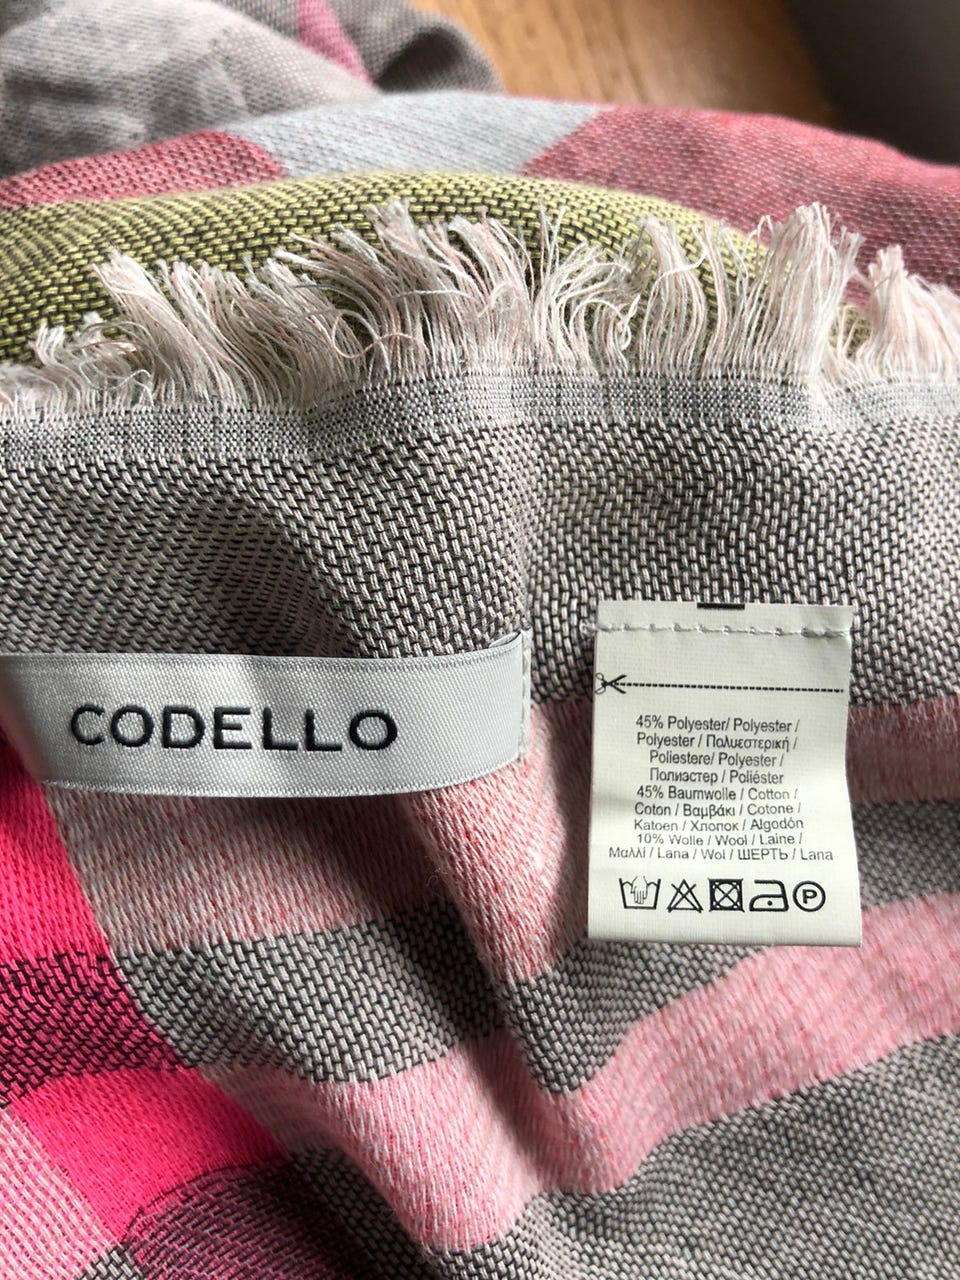 CODELLO
45% Polyester/ Polyester /
Polyester / Πολυεστερική /
Poliestere/ Polyester /
Полиэстер / Poliéster
45% Baumwolle / Cotton /
Coton / Βαμβάκι / Cotone /
Katoen / Хлопок / Algodón
10% Wolle / Wool / Laine /
Μαλλί / Lana / Wol / ШЕРТЬ / Lana
P